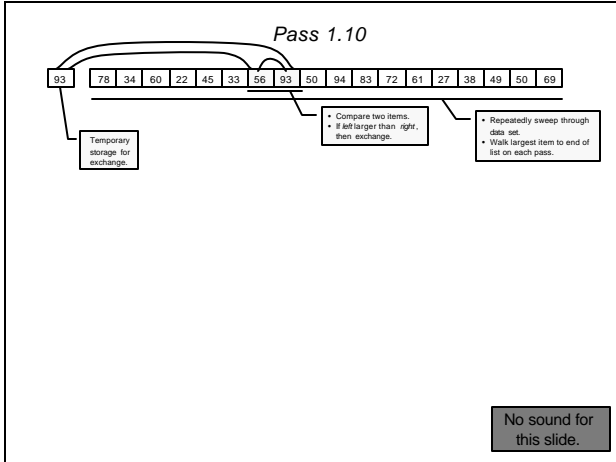 Pass 1.10
93 78 34 60 22 45 33 56 93 50 94 83 72 61 27 38 49 50 69
Temporary
storage for
exchange.
• Compare two items.
• If left larger than right,
then exchange.
• Repeatedly sweep through
data set.
• Walk largest item to end of
list on each pass.
No sound for
this slide.